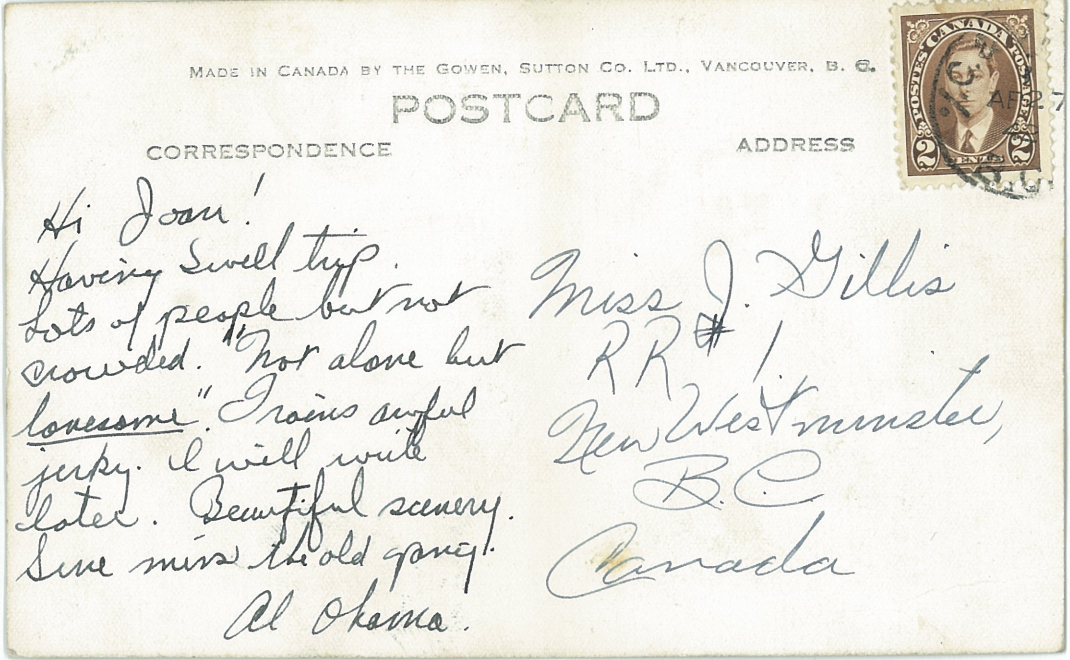 MADE IN CANADA BY THE GOWEN, SUTTON CO. LTD., VANCOUVER, B. C.
POSTCARD
CORRESPONDENCE
ADDRESS
POSTES CANADA POSTAGE
2 CENTS 2
AP 27
Hi Joan!
Having Swell trip.
Lots of people but not
crowded. "Not alone but
lonesome". Trains awful
jerky. I will write
later. Beautiful scenery.
Sure miss the old gang.
Al Okama.
Miss J. Gillis
RR # 1.
New Westminster,
B.C.
Canada